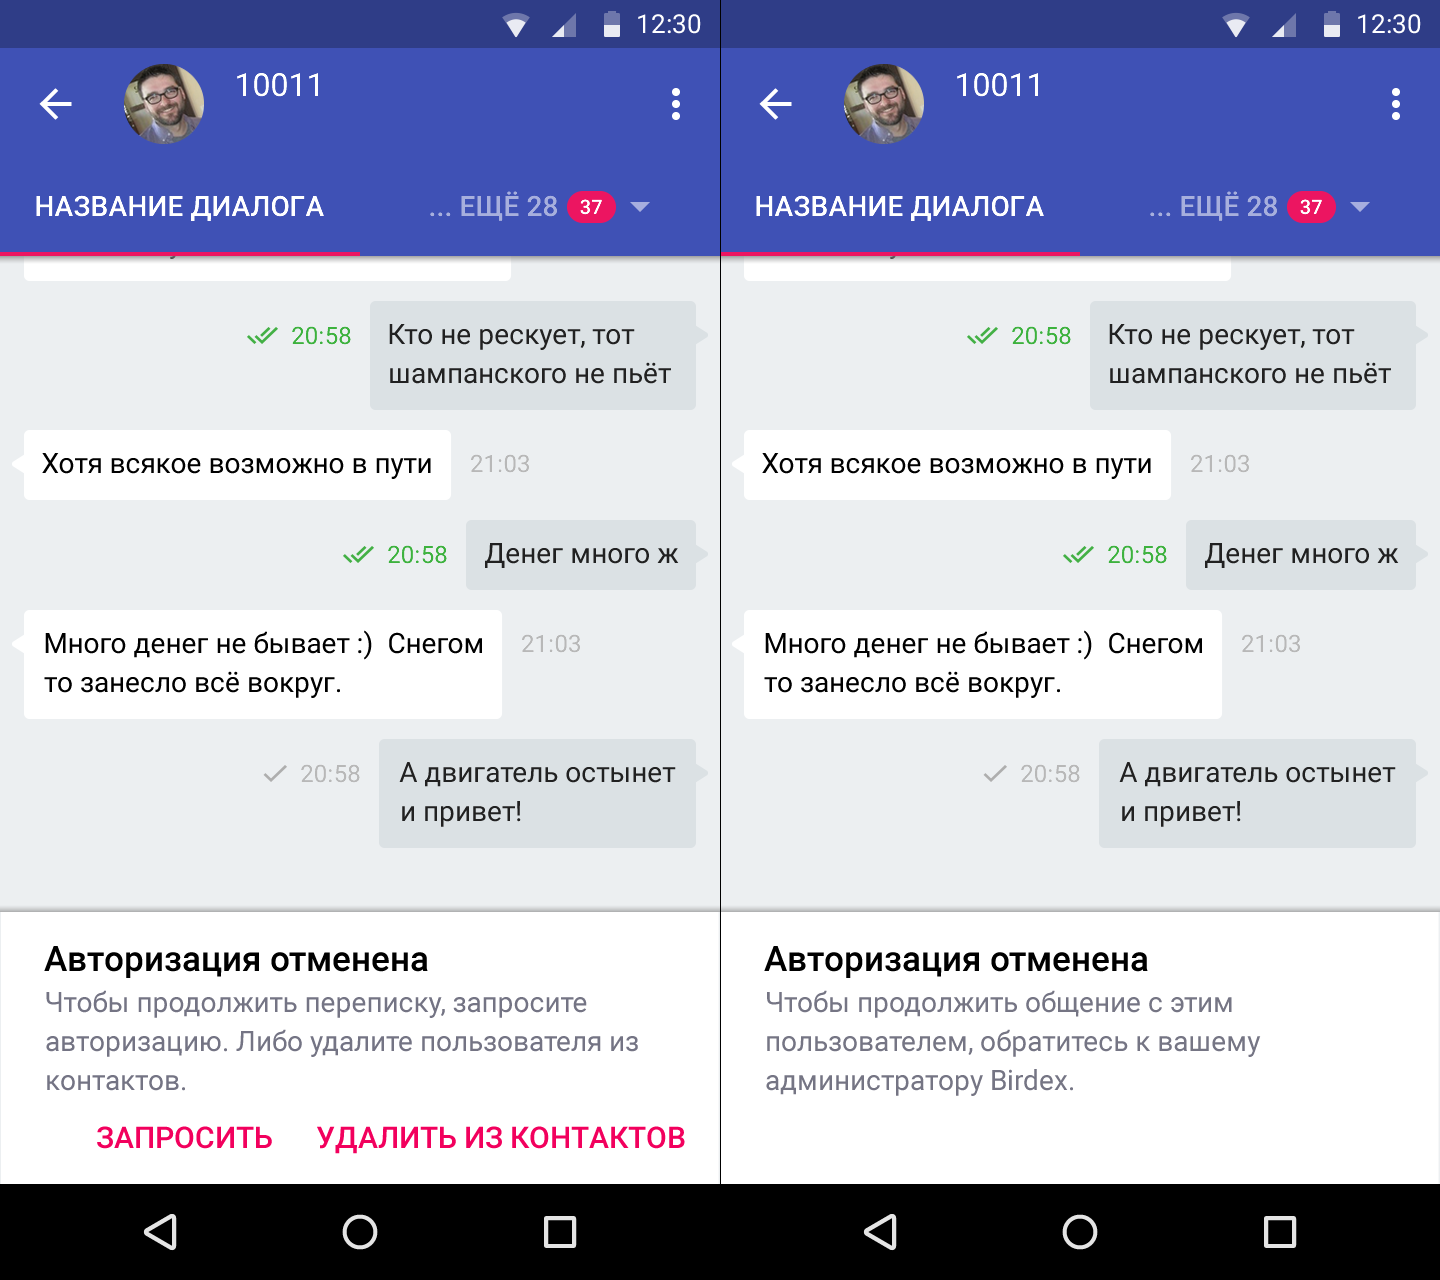 12:30
10011
НАЗВАНИЕ ДИАЛОГА
... ЕЩЁ 28 37
20:58
Кто не рескует, тот
шампанского не пьёт
Хотя всякое возможно в пути
21:03
20:58
Денег много ж
Много денег не бывает :) Снегом
то занесло всё вокруг.
21:03
20:58
А двигатель остынет
и привет!
Авторизация отменена
Чтобы продолжить переписку, запросите
авторизацию. Либо удалите пользователя из
контактов.
ЗАПРОСИТЬ УДАЛИТЬ ИЗ КОНТАКТОВ
12:30
10011
НАЗВАНИЕ ДИАЛОГА
... ЕЩЁ 28 37
20:58
Кто не рескует, тот
шампанского не пьёт
Хотя всякое возможно в пути
21:03
20:58
Денег много ж
Много денег не бывает :) Снегом
то занесло всё вокруг.
21:03
20:58
А двигатель остынет
и привет!
Авторизация отменена
Чтобы продолжить общение с этим
пользователем, обратитесь к вашему
администратору Birdex.